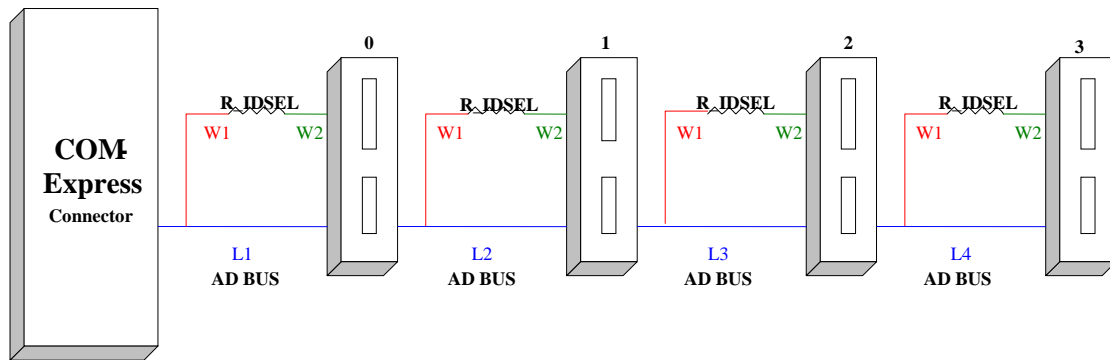 0
1
2
3
R_IDSEL
R_IDSEL
R_IDSEL
R_IDSEL
W1
W2
W1
W2
W1
W2
W1
W2
COM-
Express
Connector
L1
L2
L3
L4
AD BUS
AD BUS
AD BUS
AD BUS